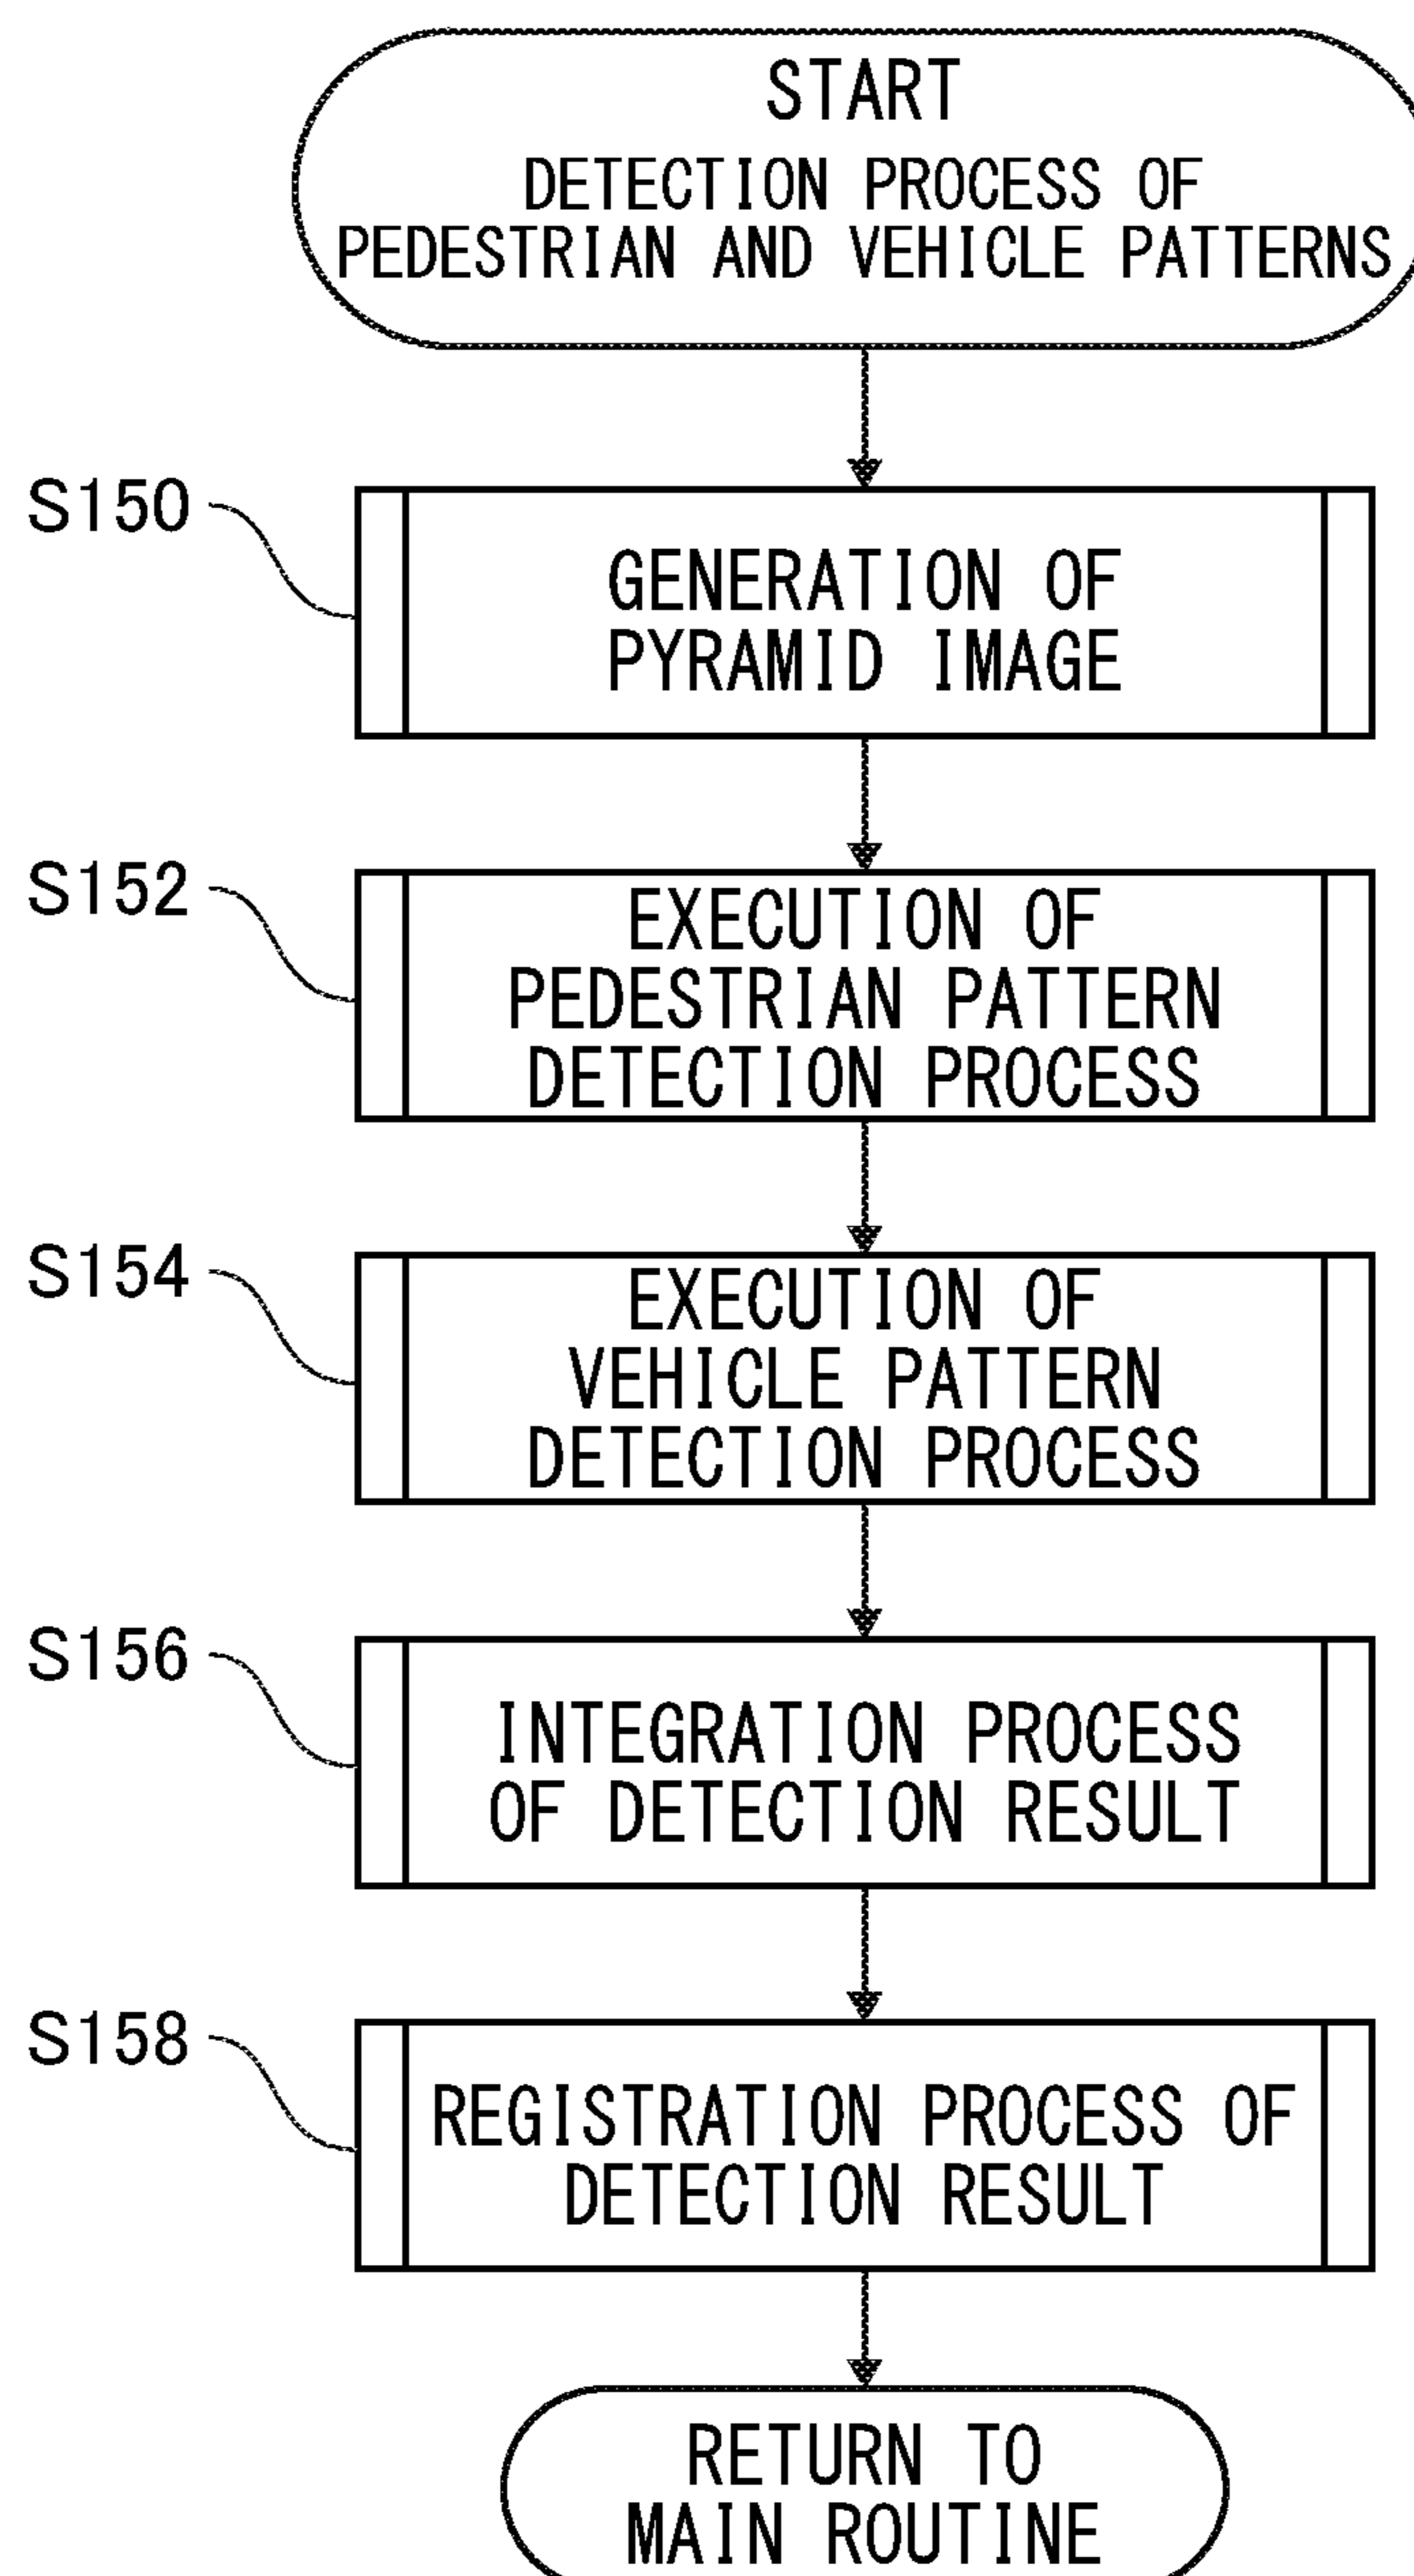 START
DETECTION PROCESS OF
PEDESTRIAN AND VEHICLE PATTERNS
S150
GENERATION OF
PYRAMID IMAGE
S152
EXECUTION OF
PEDESTRIAN PATTERN
DETECTION PROCESS
S154
EXECUTION OF
VEHICLE PATTERN
DETECTION PROCESS
S156
INTEGRATION PROCESS
OF DETECTION RESULT
S158
REGISTRATION PROCESS OF
DETECTION RESULT
RETURN TO
MAIN ROUTINE